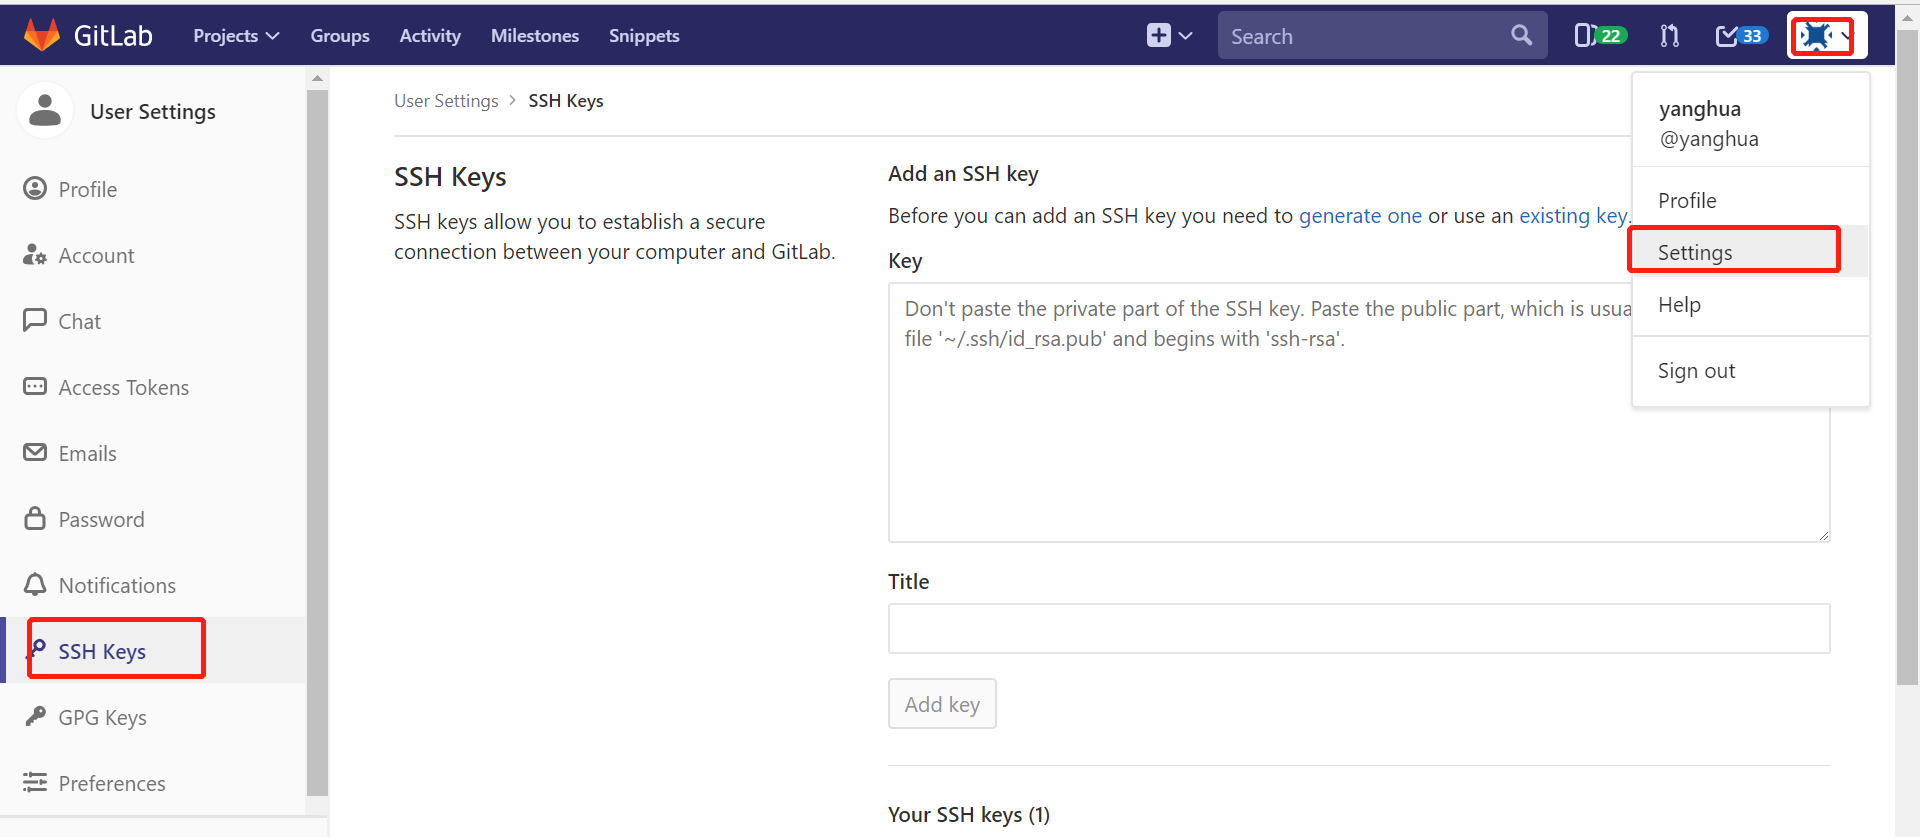 GitLab Projects Groups Activity Milestones Snippets Search 22 33
User Settings
Profile
Account
Chat
Access Tokens
Emails
Password
Notifications
SSH Keys
GPG Keys
Preferences
User Settings > SSH Keys
SSH Keys
SSH keys allow you to establish a secure
connection between your computer and GitLab.
Add an SSH key
Before you can add an SSH key you need to generate one or use an existing key.
Key
Don't paste the private part of the SSH key. Paste the public part, which is usua
file '~/.ssh/id_rsa.pub' and begins with 'ssh-rsa'.
Title
Add key
Your SSH keys (1)
yanghua
@yanghua
Profile
Settings
Help
Sign out